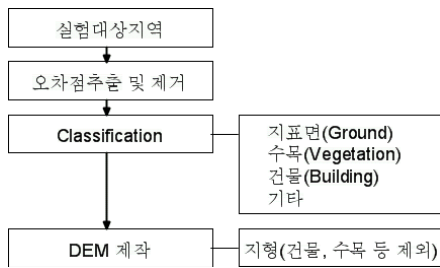 실험대상지역
오차점추출 및 제거
Classification
지표면(Ground)
수목(Vegetation)
건물(Building)
기타
DEM 제작
지형(건물, 수목 등 제외)